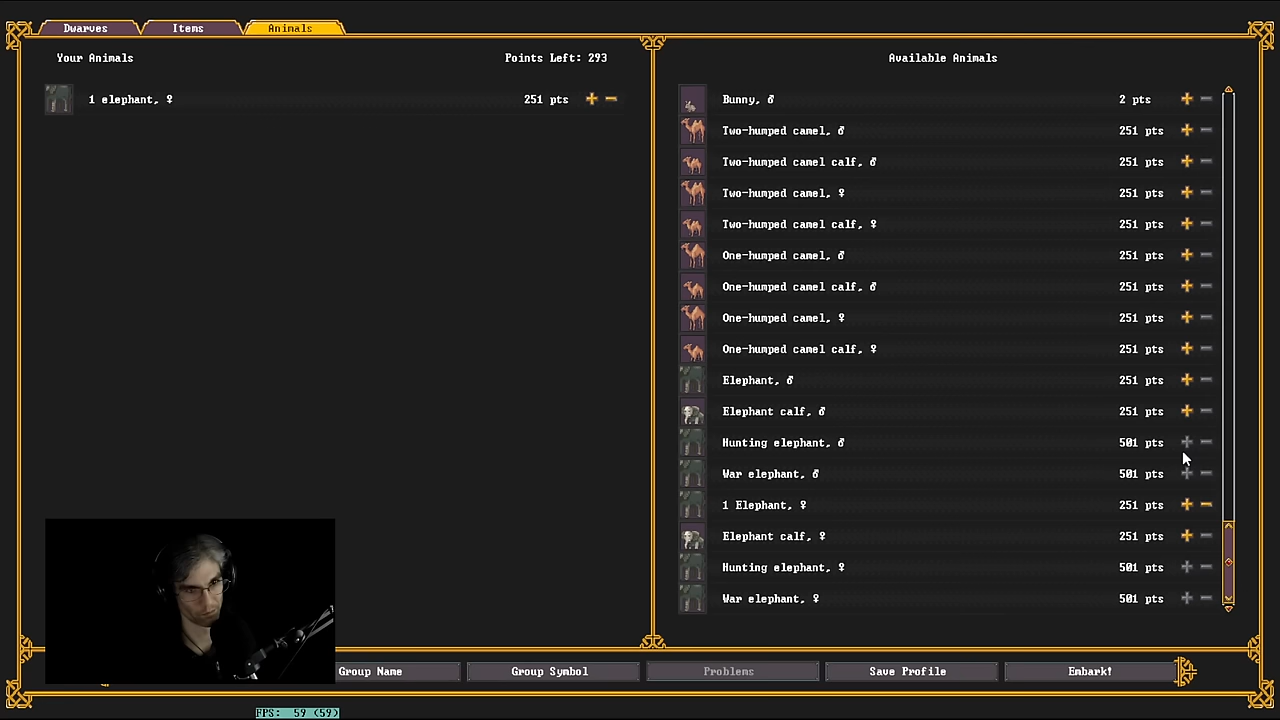 Dwarves Items Animals
Your Animals Points Left: 293
1 elephant, ♀ 251 pts
Available Animals
Bunny, ♂ 2 pts
Two-humped camel, ♂ 251 pts
Two-humped camel calf, ♂ 251 pts
Two-humped camel, ♀ 251 pts
Two-humped camel calf, ♀ 251 pts
One-humped camel, ♂ 251 pts
One-humped camel calf, ♂ 251 pts
One-humped camel, ♀ 251 pts
One-humped camel calf, ♀ 251 pts
Elephant, ♂ 251 pts
Elephant calf, ♂ 251 pts
Hunting elephant, ♂ 501 pts
War elephant, ♂ 501 pts
1 Elephant, ♀ 251 pts
Elephant calf, ♀ 251 pts
Hunting elephant, ♀ 501 pts
War elephant, ♀ 501 pts
Group Name Group Symbol Problems Save Profile Embark!
FPS: 59 (59)